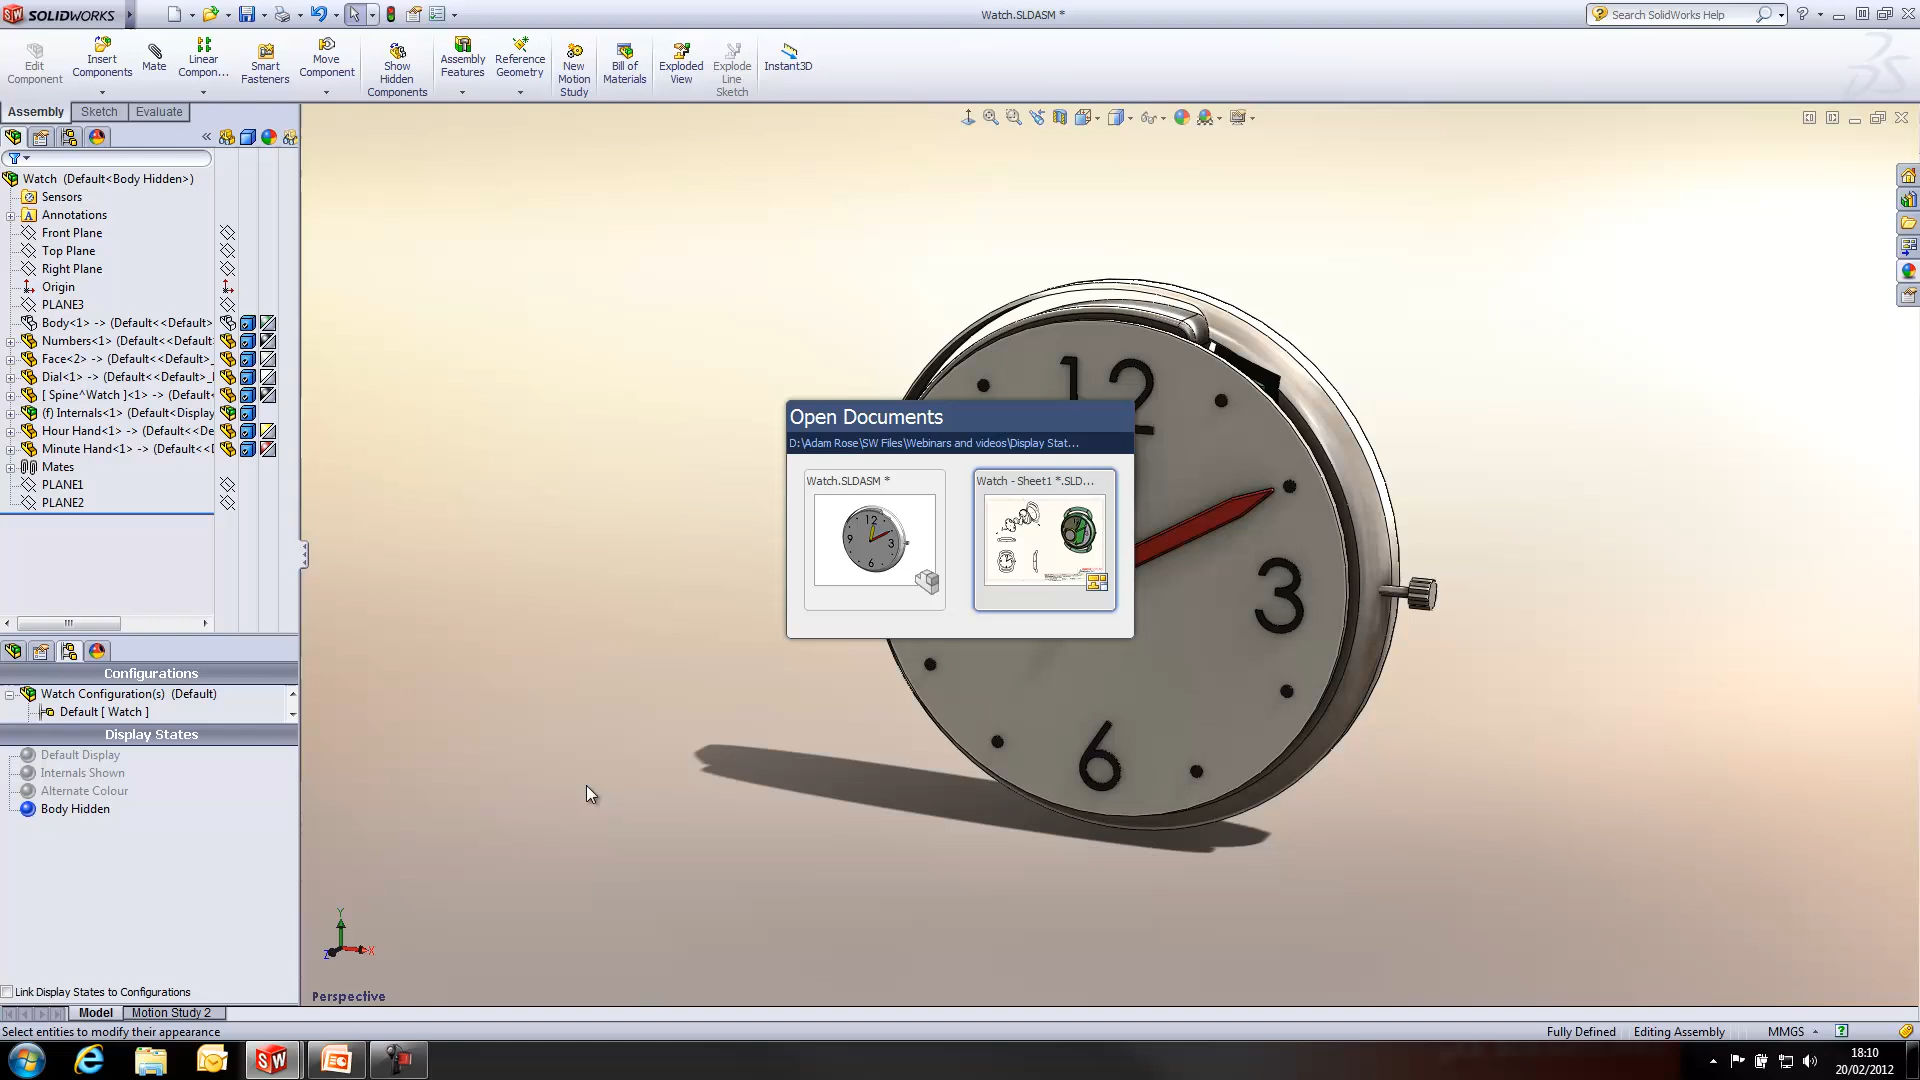 SOLIDWORKS
Watch.SLDASM *
Search SolidWorks Help
Edit Component
Insert Components
Mate
Linear Compon...
Smart Fasteners
Move Component
Show Hidden Components
Assembly Features
Reference Geometry
New Motion Study
Bill of Materials
Exploded View
Explode Line Sketch
Instant3D
Assembly Sketch Evaluate
Watch (Default<Body Hidden>)
Sensors
Annotations
Front Plane
Top Plane
Right Plane
Origin
PLANE3
Body<1> -> (Default<<Default>
Numbers<1> -> (Default<<Default
Face<2> -> (Default<<Default>_
Dial<1> -> (Default<<Default>_
[ Spine^Watch ]<1> -> (Default<
(f) Internals<1> (Default<Display
Hour Hand<1> -> (Default<<De
Minute Hand<1> -> (Default<<
Mates
PLANE1
PLANE2
Configurations
Watch Configuration(s) (Default)
Default [ Watch ]
Display States
Default Display
Internals Shown
Alternate Colour
Body Hidden
Link Display States to Configurations
Open Documents
D:\Adam Rose\SW Files\Webinars and videos\Display Stat...
Watch.SLDASM *
Watch - Sheet1 *.SLD...
12
3
6
9
12
3
6
Y
X
Z
Perspective
Model Motion Study 2
Select entities to modify their appearance
Fully Defined Editing Assembly MMGS
18:10
20/02/2012